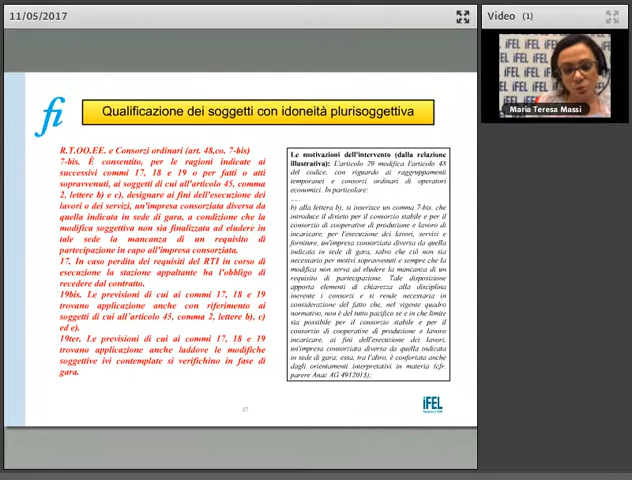 11/05/2017
Video (1)
iFEL
Maria Teresa Massi
fi
Qualificazione dei soggetti con idoneità plurisoggettiva
R.T.OO.EE. e Consorzi ordinari (art. 48,co. 7-bis)
7-bis. È consentito, per le ragioni indicate ai
successivi commi 17, 18 e 19 o per fatti o atti
sopravvenuti, ai soggetti di cui all'articolo 45, comma
2, lettere b) e c), designare ai fini dell'esecuzione dei
lavori o dei servizi, un'impresa consorziata diversa da
quella indicata in sede di gara, a condizione che la
modifica soggettiva non sia finalizzata ad eludere in
tale sede la mancanza di un requisito di
partecipazione in capo all'impresa consorziata.
17. In caso perdita dei requisiti del RTI in corso di
esecuzione la stazione appaltante ha l'obbligo di
recedere dal contratto.
19bis. Le previsioni di cui ai commi 17, 18 e 19
trovano applicazione anche con riferimento ai
soggetti di cui all'articolo 45, comma 2, lettere b), c)
ed e).
19ter. Le previsioni di cui ai commi 17, 18 e 19
trovano applicazione anche laddove le modifiche
soggettive ivi contemplate si verifichino in fase di
gara.
Le motivazioni dell'intervento (dalla relazione
illustrativa): L'articolo 29 modifica l'articolo 48
del codice, con riguardo ai raggruppamenti
temporanei e consorzi ordinari di operatori
economici. In particolare:
.....
b) alla lettera b), si inserisce un comma 7-bis. che
introduce il divieto per il consorzio stabile e per il
consorzio di cooperative di produzione e lavoro di
incaricare, per l'esecuzione dei lavori, servizi e
forniture, un'impresa consorziata diversa da quella
indicata in sede di gara, salvo che ciò non sia
necessario per motivi sopravvenuti e sempre che la
modifica non serva ad eludere la mancanza di un
requisito di partecipazione. Tale disposizione
apporta elementi di chiarezza alla disciplina
inerente i consorzi e si rende necessaria in
considerazione del fatto che, nel vigente quadro
normativo, non è del tutto pacifico se e in che limite
sia possibile per il consorzio stabile e per il
consorzio di cooperative di produzione e lavoro
incaricare, ai fini dell'esecuzione dei lavori,
un'impresa consorziata diversa da quella indicata
in sede di gara; essa, tra l'altro, è confortata anche
dagli orientamenti interpretativi in materia (cfr.
parere Anac AG 4912013);
27
iFEL